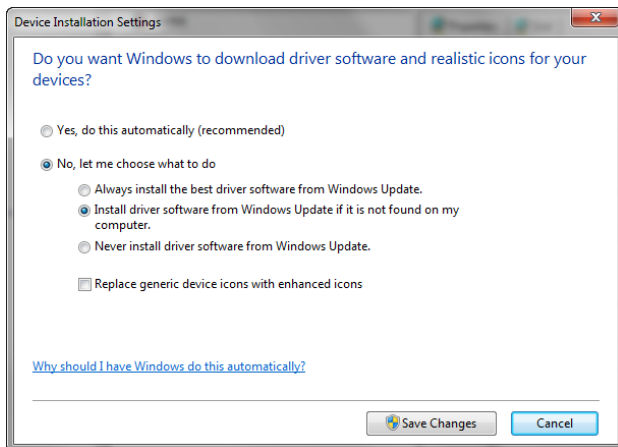 Device Installation Settings
Do you want Windows to download driver software and realistic icons for your
devices?
Yes, do this automatically (recommended)
No, let me choose what to do
Always install the best driver software from Windows Update.
Install driver software from Windows Update if it is not found on my
computer.
Never install driver software from Windows Update.
Replace generic device icons with enhanced icons
Why should I have Windows do this automatically?
Save Changes
Cancel